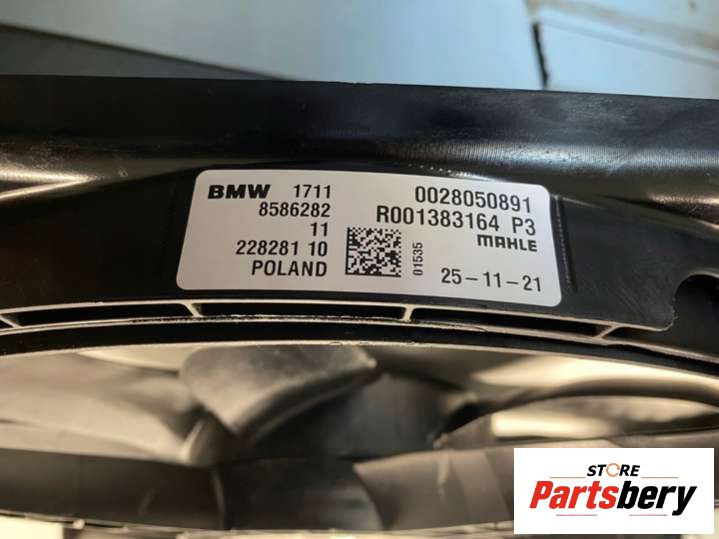 BMW 1711
8586282
11
228281 10
POLAND
01535
0028050891
R001383164 P3
MAHLE
25-11-21
STORE
Partsbery